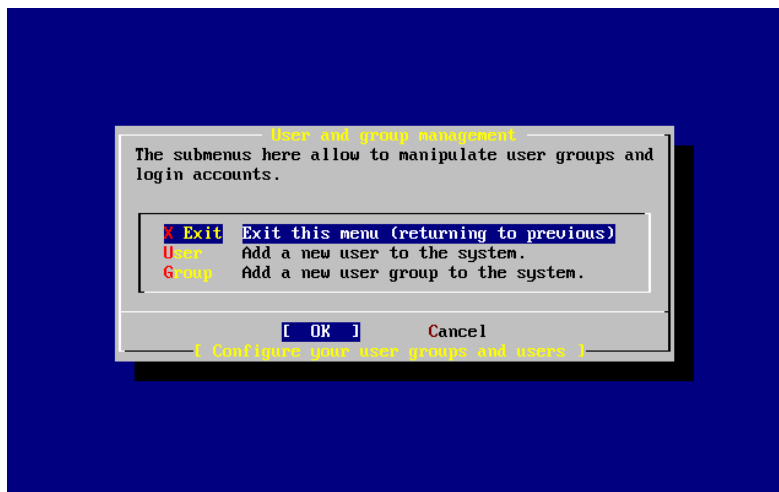 User and group management
The submenus here allow to manipulate user groups and
login accounts.
X Exit Exit this menu (returning to previous)
User Add a new user to the system.
Group Add a new user group to the system.
[ OK ] Cancel
[ Configure your user groups and users ]